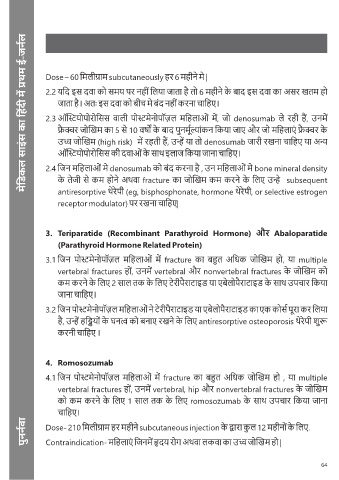 मेडिकल साइंस का हिंदी में प्रथम ई-जर्नल
Dose – 60 मिलीग्राम subcutaneously हर 6 महीने मे |
2.2 यदि इस दवा को समय पर नहीं लिया जाता है तो 6 महीने के बाद इस दवा का असर खतम हो
जाता है। अतः इस दवा को बीच मे बंद नहीं करना चाहिए।
2.3 ऑस्टियोपोरोसिस वाली पोस्टमेनोपॉज़ल महिलाओं में, जो denosumab ले रही हैं, उनमें
फ्रैक्चर जोखिम का 5 से 10 वर्षों के बाद पुनर्मूल्यांकन किया जाए और जो महिलाएं फ्रैक्चर के
उच्च जोखिम (high risk) में रहती हैं, उन्हें या तो denosumab जारी रखना चाहिए या अन्य
ऑस्टियोपोरोसिस की दवाओं के साथ इलाज किया जाना चाहिए।
2.4 जिन महिलाओं मे denosumab को बंद करना है , उन महिलाओं मे bone mineral density
के तेजी से कम होने अथवा fracture का जोखिम कम करने के लिए उन्हे subsequent
antiresorptive थेरेपी (eg, bisphosphonate, hormone थेरेपी, or selective estrogen
receptor modulator) पर रखना चाहिए|
3. Teriparatide (Recombinant Parathyroid Hormone) और Abaloparatide
(Parathyroid Hormone Related Protein)
3.1 जिन पोस्टमेनोपॉज़ल महिलाओं में fracture का बहुत अधिक जोखिम हो, या multiple
vertebral fractures हों, उनमें vertebral और nonvertebral fractures के जोखिम को
कम करने के लिए 2 साल तक के लिए टेरीपैराटाइड या एबेलोपैराटाइड के साथ उपचार किया
जाना चाहिए।
3.2 जिन पोस्टमेनोपॉज़ल महिलाओं ने टेरीपैराटाइड या एबेलोपैराटाइड का एक कोर्स पूरा कर लिया
है, उन्हें हड्डियों के घनत्व को बनाए रखने के लिए antiresorptive osteoporosis थेरेपी शुरू
करनी चाहिए ।
4. Romosozumab
4.1 जिन पोस्टमेनोपॉज़ल महिलाओं में fracture का बहुत अधिक जोखिम हो , या multiple
vertebral fractures हों, उनमें vertebral, hip और nonvertebral fractures के जोखिम
को कम करने के लिए 1 साल तक के लिए romosozumab के साथ उपचार किया जाना
चाहिए।
Dose- 210 मिलीग्राम हर महीने subcutaneous injection के द्वारा कुल 12 महीनों के लिए.
Contraindication- महिलाएं जिनमें हृदय रोग अथवा लकवा का उच्च जोखिम हो |
पुनर्नवा
64